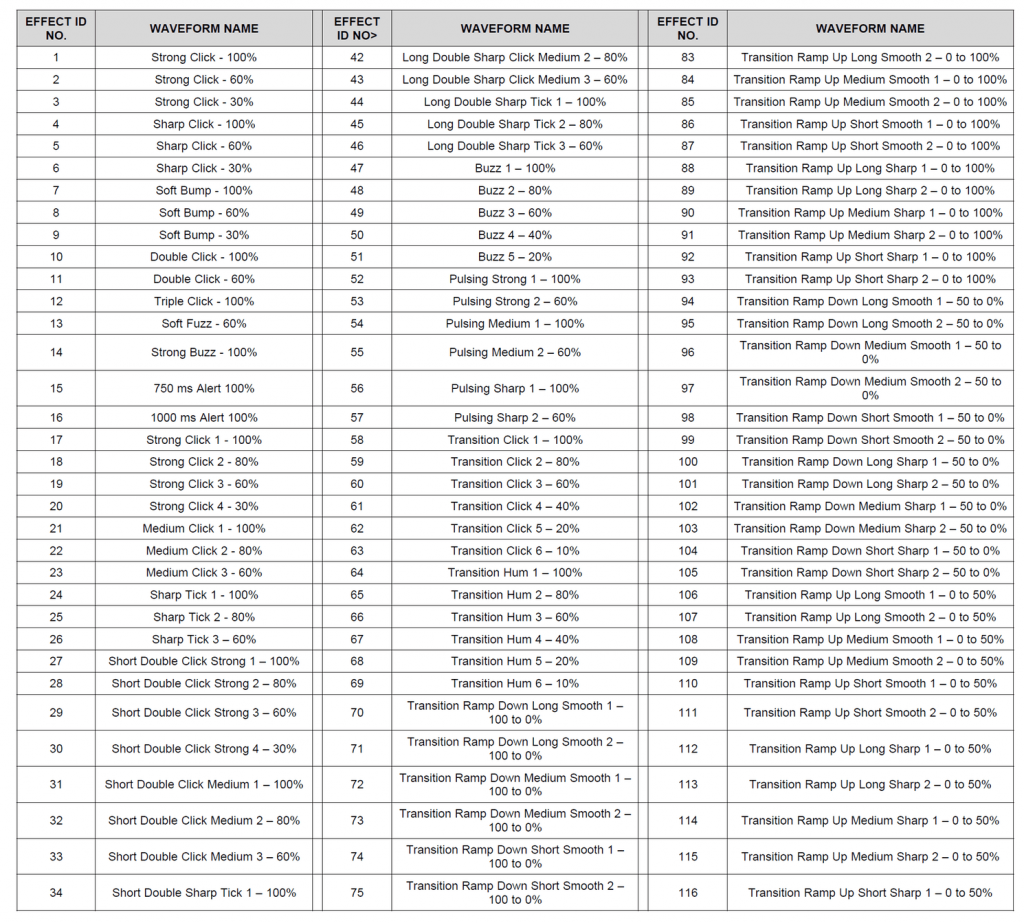 EFFECT ID NO. WAVEFORM NAME EFFECT ID NO> WAVEFORM NAME EFFECT ID NO. WAVEFORM NAME
1 Strong Click - 100% 42 Long Double Sharp Click Medium 2 – 80% 83 Transition Ramp Up Long Smooth 2 – 0 to 100%
2 Strong Click - 60% 43 Long Double Sharp Click Medium 3 – 60% 84 Transition Ramp Up Medium Smooth 1 – 0 to 100%
3 Strong Click - 30% 44 Long Double Sharp Tick 1 – 100% 85 Transition Ramp Up Medium Smooth 2 – 0 to 100%
4 Sharp Click - 100% 45 Long Double Sharp Tick 2 – 80% 86 Transition Ramp Up Short Smooth 1 – 0 to 100%
5 Sharp Click - 60% 46 Long Double Sharp Tick 3 – 60% 87 Transition Ramp Up Short Smooth 2 – 0 to 100%
6 Sharp Click - 30% 47 Buzz 1 – 100% 88 Transition Ramp Up Long Sharp 1 – 0 to 100%
7 Soft Bump - 100% 48 Buzz 2 – 80% 89 Transition Ramp Up Long Sharp 2 – 0 to 100%
8 Soft Bump - 60% 49 Buzz 3 – 60% 90 Transition Ramp Up Medium Sharp 1 – 0 to 100%
9 Soft Bump - 30% 50 Buzz 4 – 40% 91 Transition Ramp Up Medium Sharp 2 – 0 to 100%
10 Double Click - 100% 51 Buzz 5 – 20% 92 Transition Ramp Up Short Sharp 1 – 0 to 100%
11 Double Click - 60% 52 Pulsing Strong 1 – 100% 93 Transition Ramp Up Short Sharp 2 – 0 to 100%
12 Triple Click - 100% 53 Pulsing Strong 2 – 60% 94 Transition Ramp Down Long Smooth 1 – 50 to 0%
13 Soft Fuzz - 60% 54 Pulsing Medium 1 – 100% 95 Transition Ramp Down Long Smooth 2 – 50 to 0%
14 Strong Buzz - 100% 55 Pulsing Medium 2 – 60% 96 Transition Ramp Down Medium Smooth 1 – 50 to 0%
15 750 ms Alert 100% 56 Pulsing Sharp 1 – 100% 97 Transition Ramp Down Medium Smooth 2 – 50 to 0%
16 1000 ms Alert 100% 57 Pulsing Sharp 2 – 60% 98 Transition Ramp Down Short Smooth 1 – 50 to 0%
17 Strong Click 1 - 100% 58 Transition Click 1 – 100% 99 Transition Ramp Down Short Smooth 2 – 50 to 0%
18 Strong Click 2 - 80% 59 Transition Click 2 – 80% 100 Transition Ramp Down Long Sharp 1 – 50 to 0%
19 Strong Click 3 - 60% 60 Transition Click 3 – 60% 101 Transition Ramp Down Long Sharp 2 – 50 to 0%
20 Strong Click 4 - 30% 61 Transition Click 4 – 40% 102 Transition Ramp Down Medium Sharp 1 – 50 to 0%
21 Medium Click 1 - 100% 62 Transition Click 5 – 20% 103 Transition Ramp Down Medium Sharp 2 – 50 to 0%
22 Medium Click 2 - 80% 63 Transition Click 6 – 10% 104 Transition Ramp Down Short Sharp 1 – 50 to 0%
23 Medium Click 3 - 60% 64 Transition Hum 1 – 100% 105 Transition Ramp Down Short Sharp 2 – 50 to 0%
24 Sharp Tick 1 - 100% 65 Transition Hum 2 – 80% 106 Transition Ramp Up Long Smooth 1 – 0 to 50%
25 Sharp Tick 2 - 80% 66 Transition Hum 3 – 60% 107 Transition Ramp Up Long Smooth 2 – 0 to 50%
26 Sharp Tick 3 – 60% 67 Transition Hum 4 – 40% 108 Transition Ramp Up Medium Smooth 1 – 0 to 50%
27 Short Double Click Strong 1 – 100% 68 Transition Hum 5 – 20% 109 Transition Ramp Up Medium Smooth 2 – 0 to 50%
28 Short Double Click Strong 2 – 80% 69 Transition Hum 6 – 10% 110 Transition Ramp Up Short Smooth 1 – 0 to 50%
29 Short Double Click Strong 3 – 60% 70 Transition Ramp Down Long Smooth 1 – 100 to 0% 111 Transition Ramp Up Short Smooth 2 – 0 to 50%
30 Short Double Click Strong 4 – 30% 71 Transition Ramp Down Long Smooth 2 – 100 to 0% 112 Transition Ramp Up Long Sharp 1 – 0 to 50%
31 Short Double Click Medium 1 – 100% 72 Transition Ramp Down Medium Smooth 1 – 100 to 0% 113 Transition Ramp Up Long Sharp 2 – 0 to 50%
32 Short Double Click Medium 2 – 80% 73 Transition Ramp Down Medium Smooth 2 – 100 to 0% 114 Transition Ramp Up Medium Sharp 1 – 0 to 50%
33 Short Double Click Medium 3 – 60% 74 Transition Ramp Down Short Smooth 1 – 100 to 0% 115 Transition Ramp Up Medium Sharp 2 – 0 to 50%
34 Short Double Sharp Tick 1 – 100% 75 Transition Ramp Down Short Smooth 2 – 100 to 0% 116 Transition Ramp Up Short Sharp 1 – 0 to 50%